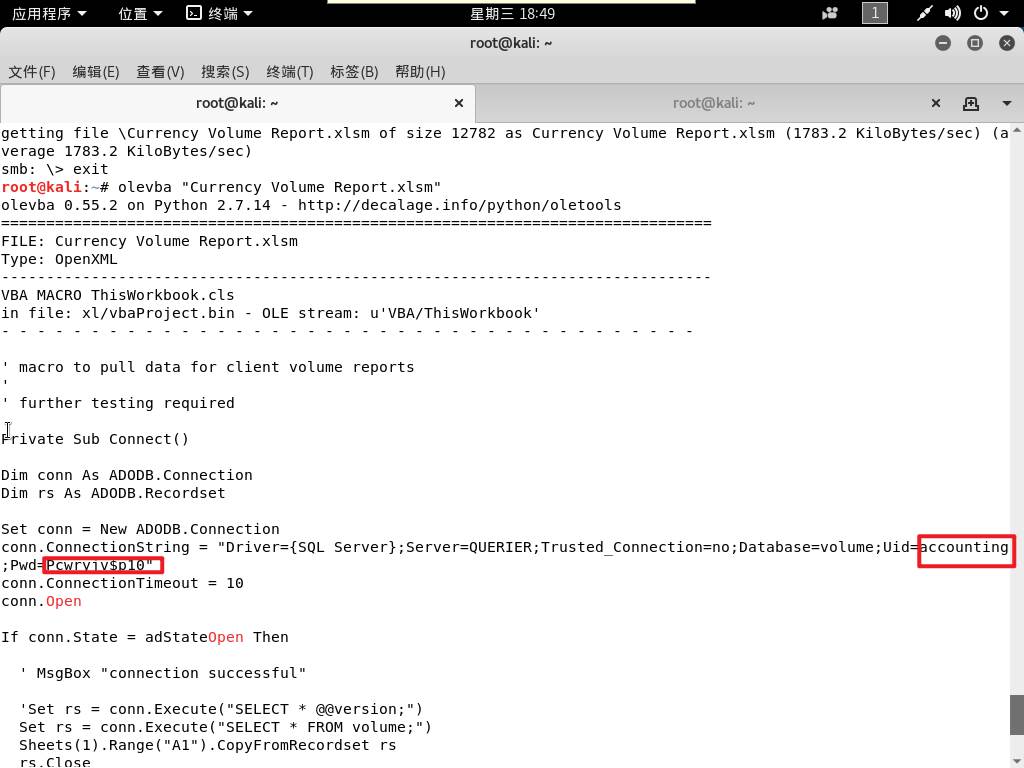 应用程序 位置 终端 星期三 18:49 1
root@kali: ~
文件(F) 编辑(E) 查看(V) 搜索(S) 终端(T) 标签(B) 帮助(H)
root@kali: ~ root@kali: ~
getting file \Currency Volume Report.xlsm of size 12782 as Currency Volume Report.xlsm (1783.2 KiloBytes/sec) (a
verage 1783.2 KiloBytes/sec)
smb: \> exit
root@kali:~# olevba "Currency Volume Report.xlsm"
olevba 0.55.2 on Python 2.7.14 - http://decalage.info/python/oletools
===============================================================================
FILE: Currency Volume Report.xlsm
Type: OpenXML
-------------------------------------------------------------------------------
VBA MACRO ThisWorkbook.cls
in file: xl/vbaProject.bin - OLE stream: u'VBA/ThisWorkbook'
- - - - - - - - - - - - - - - - - - - - - - - - - - - - - - - - - - - - - - -
' macro to pull data for client volume reports
'
' further testing required
Private Sub Connect()
Dim conn As ADODB.Connection
Dim rs As ADODB.Recordset
Set conn = New ADODB.Connection
conn.ConnectionString = "Driver={SQL Server};Server=QUERIER;Trusted_Connection=no;Database=volume;Uid=accounting
;Pwd=
conn.ConnectionTimeout = 10
conn.Open
If conn.State = adStateOpen Then
' MsgBox "connection successful"
'Set rs = conn.Execute("SELECT * @@version;")
Set rs = conn.Execute("SELECT * FROM volume;")
Sheets(1).Range("A1").CopyFromRecordset rs
rs.Close